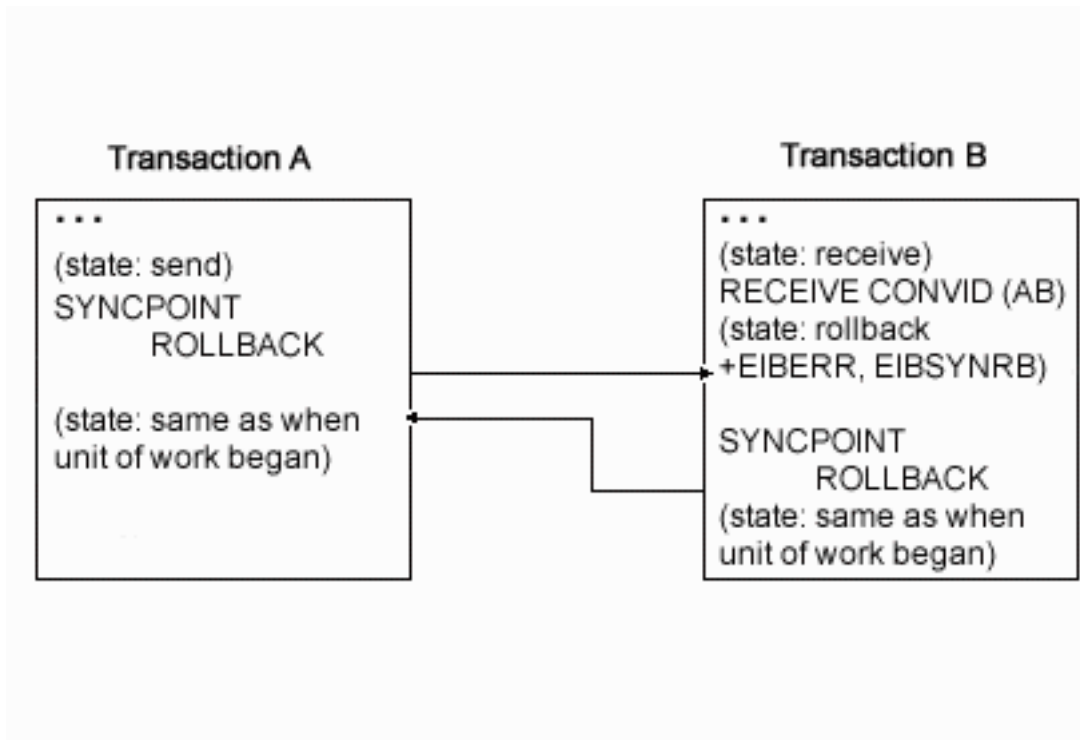 Transaction A
...
(state: send)
SYNCPOINT
ROLLBACK
(state: same as when
unit of work began)
Transaction B
...
(state: receive)
RECEIVE CONVID (AB)
(state: rollback
+EIBERR, EIBSYNRB)
SYNCPOINT
ROLLBACK
(state: same as when
unit of work began)